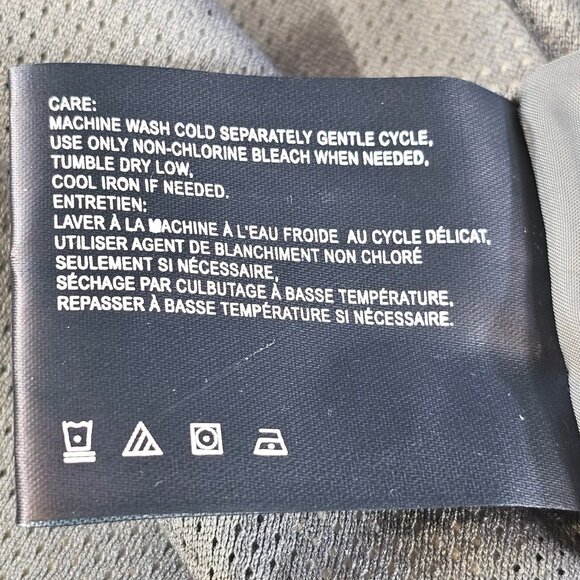 CARE:
MACHINE WASH COLD SEPARATELY GENTLE CYCLE,
USE ONLY NON-CHLORINE BLEACH WHEN NEEDED,
TUMBLE DRY LOW,
COOL IRON IF NEEDED.
ENTRETIEN:
LAVER À LA MACHINE À L'EAU FROIDE AU CYCLE DÉLICAT,
UTILISER AGENT DE BLANCHIMENT NON CHLORÉ
SEULEMENT SI NÉCESSAIRE,
SÉCHAGE PAR CULBUTAGE À BASSE TEMPÉRATURE,
REPASSER À BASSE TEMPÉRATURE SI NÉCESSAIRE.